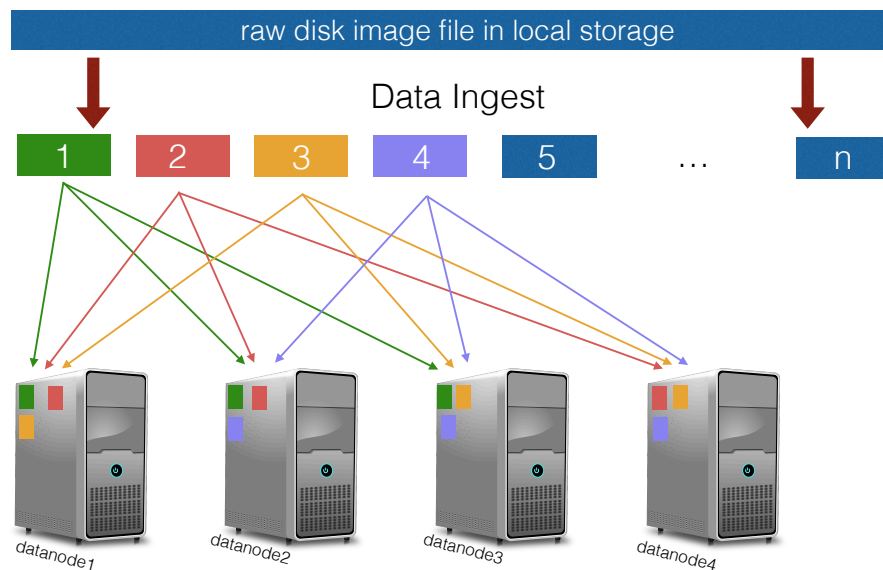 raw disk image file in local storage
Data Ingest
1 2 3 4 5 ... n
datanode1 datanode2 datanode3 datanode4